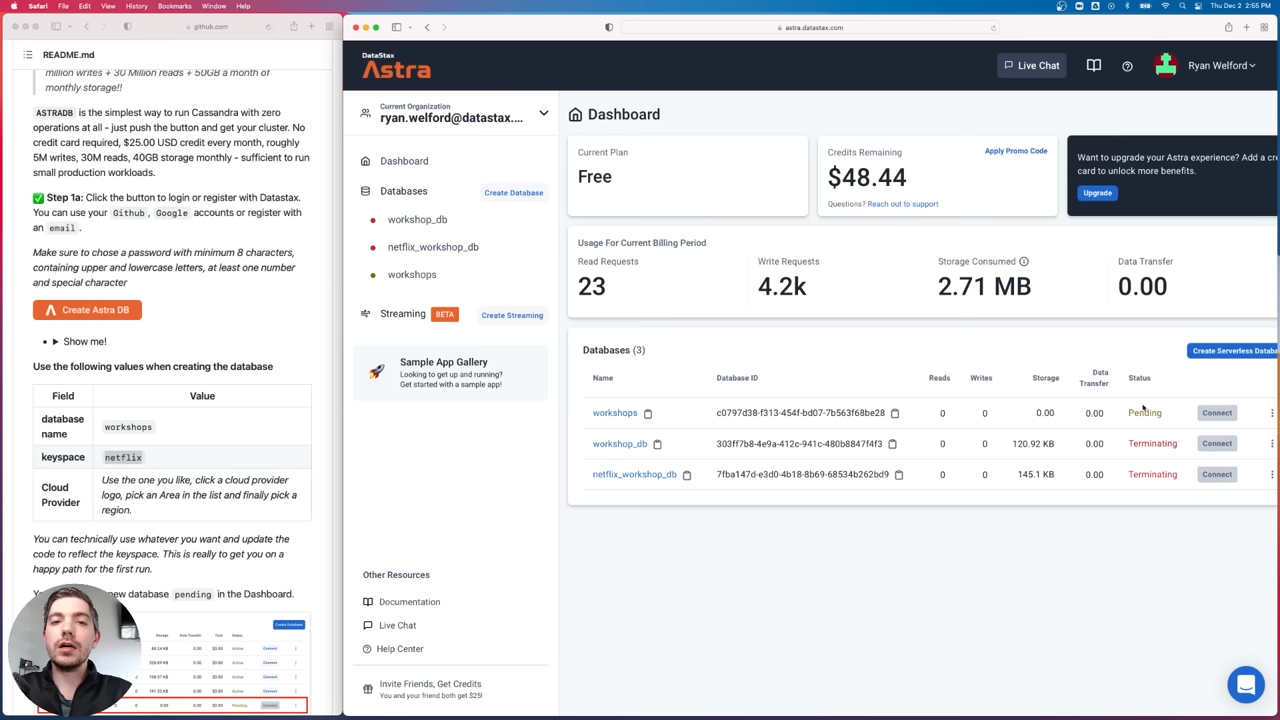 Safari File Edit View History Bookmarks Window Help
Thu Dec 2 2:55 PM
github.com
README.md
million writes + 30 Million reads + 50GB a month of
monthly storage!!
ASTRADB is the simplest way to run Cassandra with zero
operations at all - just push the button and get your cluster. No
credit card required, $25.00 USD credit every month, roughly
5M writes, 30M reads, 40GB storage monthly - sufficient to run
small production workloads.
✅ Step 1a: Click the button to login or register with Datastax.
You can use your Github, Google accounts or register with
an email.
Make sure to chose a password with minimum 8 characters,
containing upper and lowercase letters, at least one number
and special character
Create Astra DB
• ▶ Show me!
Use the following values when creating the database
Field Value
database
name
workshops
keyspace netflix
Cloud
Provider
Use the one you like, click a cloud provider
logo, pick an Area in the list and finally pick a
region.
You can technically use whatever you want and update the
code to reflect the keyspace. This is really to get you on a
happy path for the first run.
new database pending in the Dashboard.
Create Database
Storage Data Transfer Cost Status
Active Connect
Active Connect
Active Connect
Active Connect
Pending Connect
astra.datastax.com
DataStax
Astra
Live Chat
Ryan Welford
Current Organization
ryan.welford@datastax....
Dashboard
Databases Create Database
workshop_db
netflix_workshop_db
workshops
Streaming BETA Create Streaming
Sample App Gallery
Looking to get up and running?
Get started with a sample app!
Other Resources
Documentation
Live Chat
Help Center
Invite Friends, Get Credits
You and your friend both get $25!
Dashboard
Current Plan
Free
Credits Remaining Apply Promo Code
$48.44
Questions? Reach out to support
Want to upgrade your Astra experience? Add a cre
card to unlock more benefits.
Upgrade
Usage For Current Billing Period
Read Requests Write Requests Storage Consumed Data Transfer
23 4.2k 2.71 MB 0.00
Databases (3) Create Serverless Databa
Name Database ID Reads Writes Storage Data Transfer Status
workshops c0797d38-f313-454f-bd07-7b563f68be28 0 0 0.00 0.00 Pending Connect
workshop_db 303ff7b8-4e9a-412c-941c-480b8847f4f3 0 0 120.92 KB 0.00 Terminating Connect
netflix_workshop_db 7fba147d-e3d0-4b18-8b69-68534b262bd9 0 0 145.1 KB 0.00 Terminating Connect